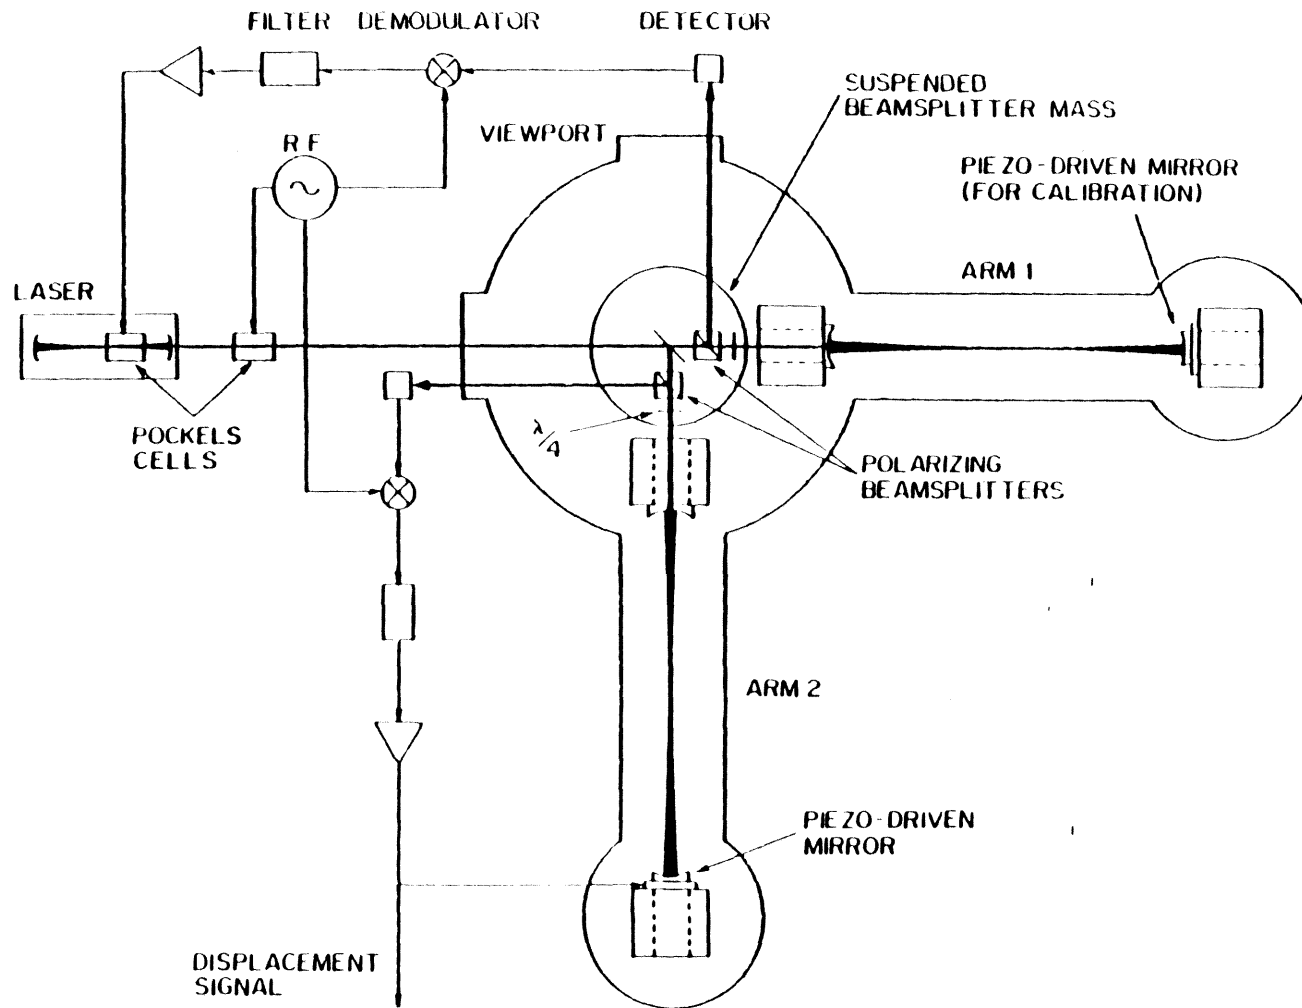 FILTER DEMODULATOR
DETECTOR
SUSPENDED
BEAMSPLITTER MASS
VIEWPORT
RF
PIEZO-DRIVEN MIRROR
(FOR CALIBRATION)
ARM 1
LASER
λ/4
POCKELS
CELLS
POLARIZING
BEAMSPLITTERS
ARM 2
PIEZO-DRIVEN
MIRROR
DISPLACEMENT
SIGNAL